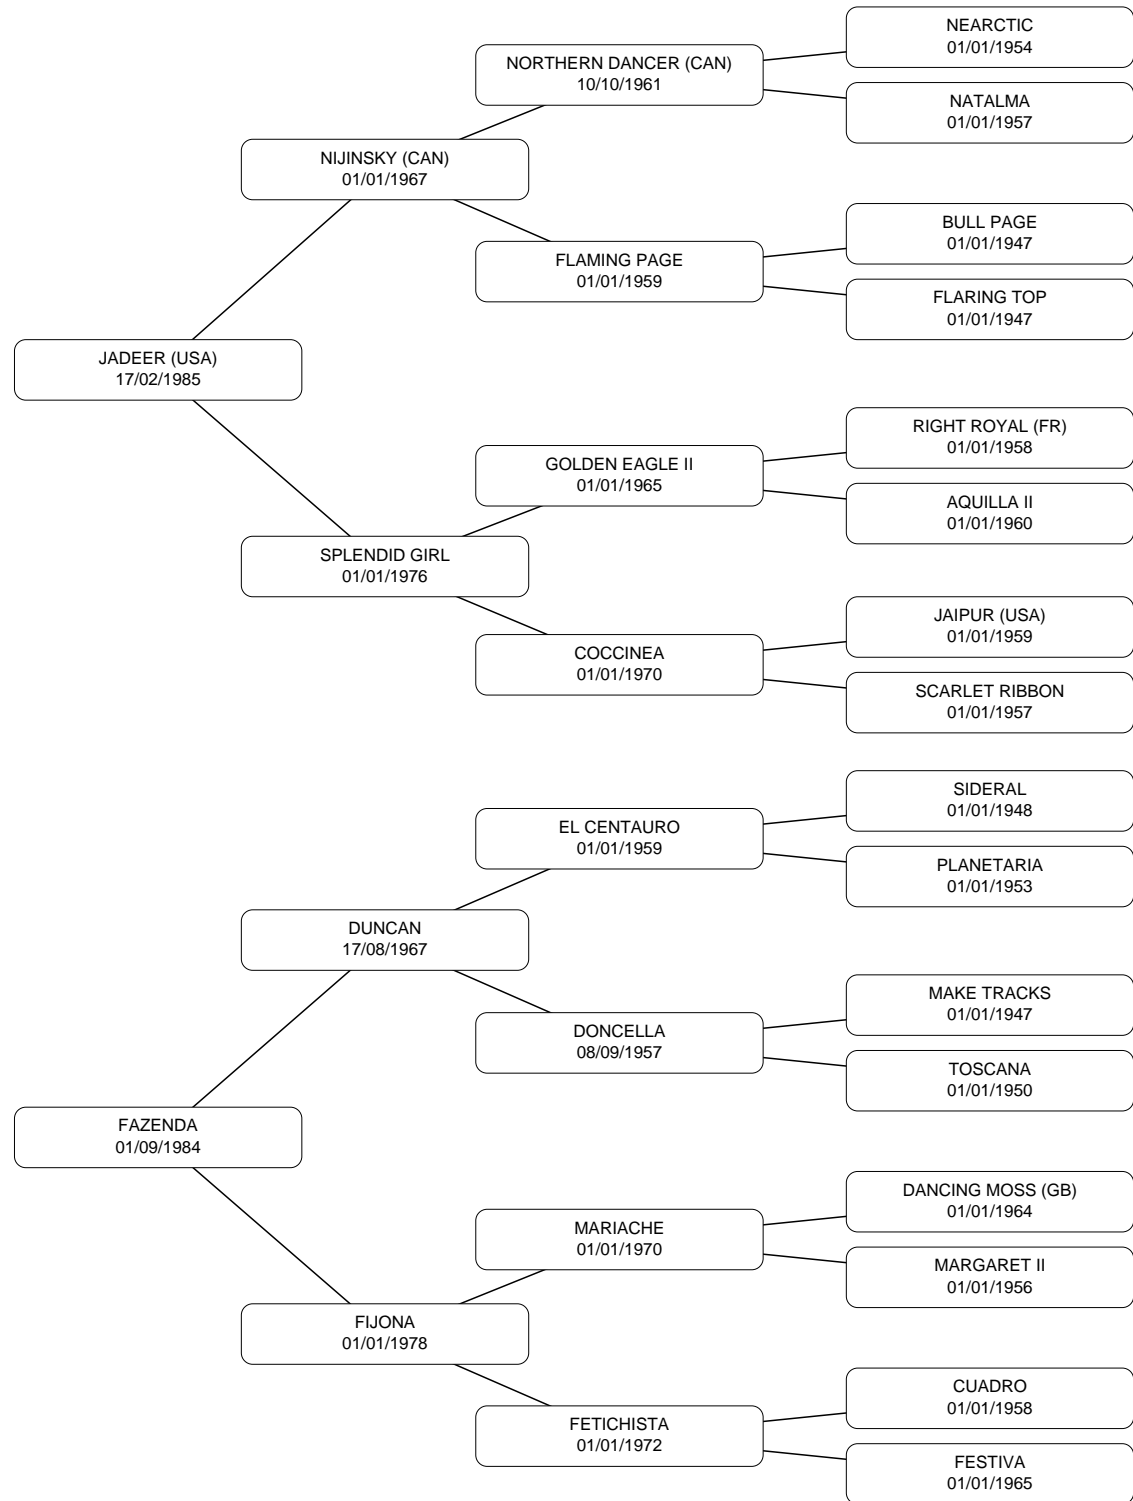 NEARCTIC
01/01/1954
NORTHERN DANCER (CAN)
10/10/1961
NATALMA
01/01/1957
NIJINSKY (CAN)
01/01/1967
BULL PAGE
01/01/1947
FLAMING PAGE
01/01/1959
FLARING TOP
01/01/1947
JADEER (USA)
17/02/1985
RIGHT ROYAL (FR)
01/01/1958
GOLDEN EAGLE II
01/01/1965
AQUILLA II
01/01/1960
SPLENDID GIRL
01/01/1976
JAIPUR (USA)
01/01/1959
COCCINEA
01/01/1970
SCARLET RIBBON
01/01/1957
SIDERAL
01/01/1948
EL CENTAURO
01/01/1959
PLANETARIA
01/01/1953
DUNCAN
17/08/1967
MAKE TRACKS
01/01/1947
DONCELLA
08/09/1957
TOSCANA
01/01/1950
FAZENDA
01/09/1984
DANCING MOSS (GB)
01/01/1964
MARIACHE
01/01/1970
MARGARET II
01/01/1956
FIJONA
01/01/1978
CUADRO
01/01/1958
FETICHISTA
01/01/1972
FESTIVA
01/01/1965